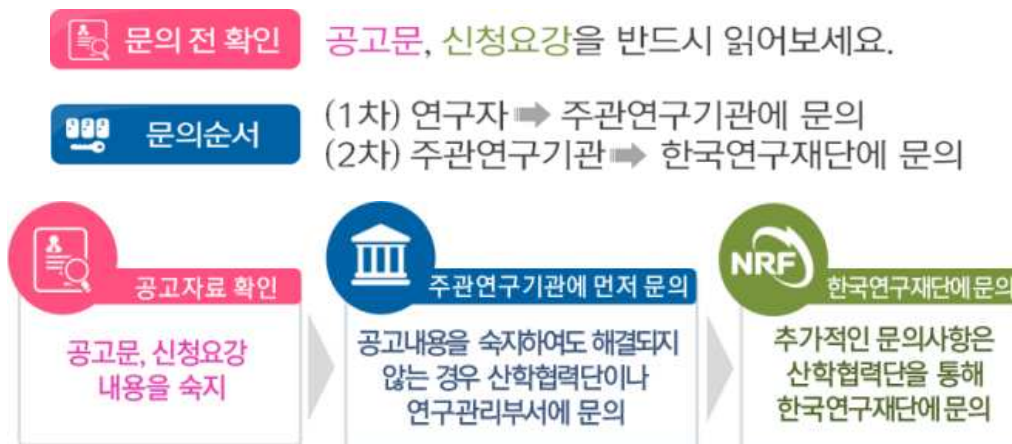 문의 전 확인 공고문, 신청요강을 반드시 읽어보세요.
문의순서
(1차) 연구자 ➡ 주관연구기관에 문의
(2차) 주관연구기관 ➡ 한국연구재단에 문의
공고자료 확인
공고문, 신청요강
내용을 숙지
주관연구기관에 먼저 문의
공고내용을 숙지하여도 해결되지
않는 경우 산학협력단이나
연구관리부서에 문의
NRF
한국연구재단에 문의
추가적인 문의사항은
산학협력단을 통해
한국연구재단에 문의